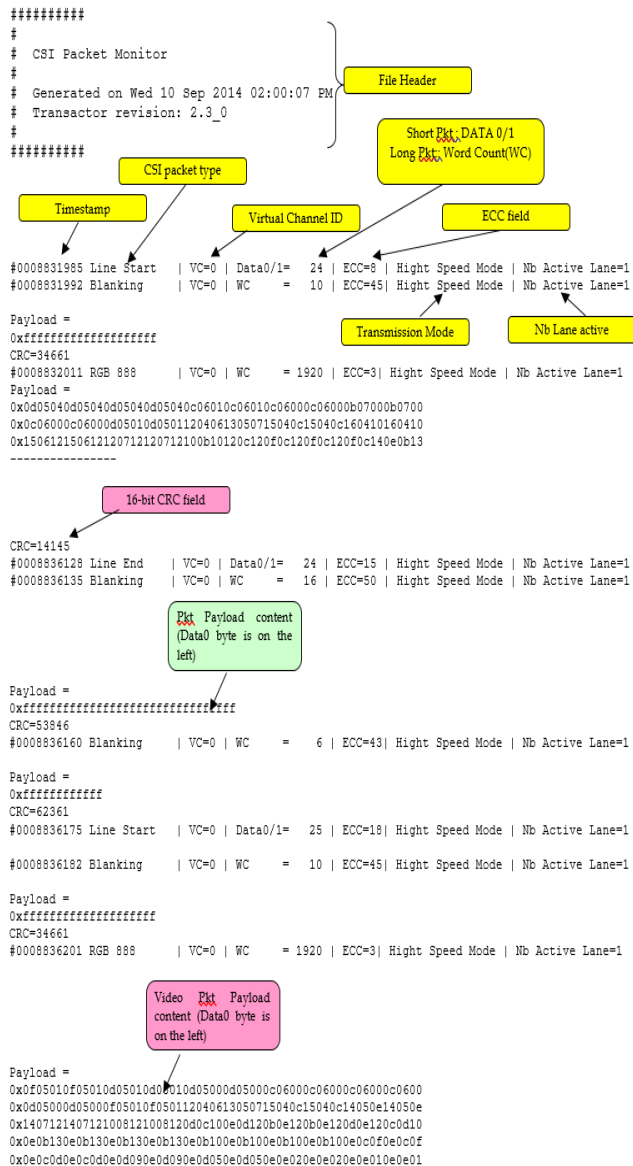 ##########
#
#  CSI Packet Monitor
#
#  Generated on Wed 10 Sep 2014 02:00:07 PM
#  Transactor revision: 2.3_0
#
##########
File Header
Short Pkt : DATA 0/1
Long Pkt: Word Count(WC)
CSI packet type
Timestamp
Virtual Channel ID
ECC field
#0008831985 Line Start   | VC=0 | Data0/1=   24 | ECC=8 | Hight Speed Mode | Nb Active Lane=1
#0008831992 Blanking     | VC=0 | WC     =   10 | ECC=45| Hight Speed Mode | Nb Active Lane=1
Transmission Mode
Nb Lane active
Payload =
0xffffffffffffffffffff
CRC=34661
#0008832011 RGB 888      | VC=0 | WC     = 1920 | ECC=3| Hight Speed Mode | Nb Active Lane=1
Payload =
0x0d05040d05040d05040d05040c06010c06010c06000c06000b07000b0700
0x0c06000c06000d05010d050112040613050715040c15040c160410160410
0x150612150612120712120712100b10120c120f0c120f0c120f0c140e0b13
----------------
16-bit CRC field
CRC=14145
#0008836128 Line End     | VC=0 | Data0/1=   24 | ECC=15 | Hight Speed Mode | Nb Active Lane=1
#0008836135 Blanking     | VC=0 | WC     =   16 | ECC=50 | Hight Speed Mode | Nb Active Lane=1
Pkt Payload content
(Data0 byte is on the
left)
Payload =
0xffffffffffffffffffffffffffffffff
CRC=53846
#0008836160 Blanking     | VC=0 | WC     =    6 | ECC=43| Hight Speed Mode | Nb Active Lane=1
Payload =
0xffffffffffff
CRC=62361
#0008836175 Line Start   | VC=0 | Data0/1=   25 | ECC=18| Hight Speed Mode | Nb Active Lane=1
#0008836182 Blanking     | VC=0 | WC     =   10 | ECC=45| Hight Speed Mode | Nb Active Lane=1
Payload =
0xffffffffffffffffffff
CRC=34661
#0008836201 RGB 888      | VC=0 | WC     = 1920 | ECC=3| Hight Speed Mode | Nb Active Lane=1
Video Pkt Payload
content (Data0 byte is
on the left)
Payload =
0x0d05000d05000f05010f050112040613050715040c15040c14050e14050e
0x140712140712100812100812​0d0c100e0d120b0e120b0e120d0e120c0d10
0x0e0b130e0b130e0b130e0b130e0b100e0b100e0b100e0b100e0c0f0e0c0f
0x0e0c0d0e0c0d0e0d090e0d090e0d050e0d050e0e020e0e020e0e010e0e01